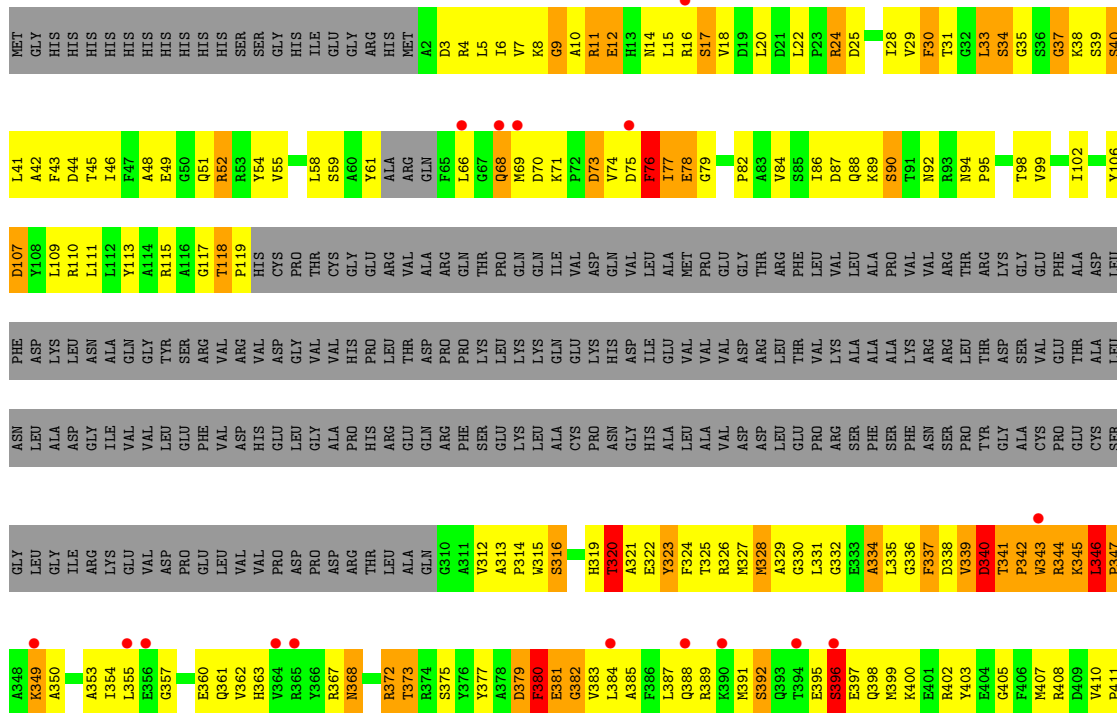 MET GLY HIS HIS HIS HIS HIS HIS HIS HIS HIS HIS SER SER GLY HIS ILE GLU GLY ARG HIS MET A2 D3 R4 L5 I6 V7 K8 G9 A10 R11 E12 H13 N14 L15 R16 S17 V18 D19 L20 D21 L22 P23 R24 D25 I28 V29 F30 T31 G32 L33 S34 G35 S36 G37 K38 S39 S40
L41 A42 F43 D44 T45 I46 F47 A48 E49 G50 Q51 R52 R53 Y54 V55 L58 S59 A60 Y61 ALA ARG GLN F65 L66 G67 Q68 M69 D70 K71 P72 D73 V74 D75 F76 I77 E78 G79 P82 A83 V84 S85 I86 D87 Q88 K89 S90 T91 N92 R93 N94 P95 T98 V99 I102 Y106
D107 Y108 L109 R110 L111 L112 Y113 A114 R115 A116 G117 T118 P119 HIS CYS PRO THR CYS GLY GLU ARG VAL ALA ARG GLN THR PRO GLN GLN ILE VAL ASP GLN VAL LEU ALA MET PRO GLU GLY THR ARG PHE LEU VAL LEU ALA PRO VAL VAL ARG THR ARG LYS GLY GLU PHE ALA ASP LEU
PHE ASP LYS LEU ASN ALA GLN GLY TYR SER ARG VAL ARG VAL ASP GLY VAL VAL HIS PRO LEU THR ASP PRO PRO LYS LEU LYS LYS GLN GLU LYS HIS ASP ILE GLU VAL VAL VAL ASP ARG LEU THR VAL LYS ALA ALA ALA LYS ARG ARG LEU THR ASP SER VAL GLU THR ALA LEU
ASN LEU ALA ASP GLY ILE VAL VAL LEU GLU PHE VAL ASP HIS GLU LEU GLY ALA PRO HIS ARG GLU GLN ARG PHE SER GLU LYS LEU ALA CYS PRO ASN GLY HIS ALA LEU ALA VAL ASP ASP LEU GLU PRO ARG SER PHE SER PHE ASN SER PRO TYR GLY ALA CYS PRO GLU CYS SER
GLY LEU GLY ILE ARG LYS GLU VAL ASP PRO GLU LEU VAL VAL PRO ASP PRO ASP ARG THR LEU ALA GLN G310 A311 V312 A313 P314 W315 S316 H319 T320 A321 E322 Y323 F324 T325 R326 M327 M328 A329 G330 L331 G332 E333 A334 L335 G336 F337 D338 V339 D340 T341 P342 W343 R344 K345 L346 P347
A348 K349 A350 A353 I354 L355 E356 G357 E360 Q361 V362 H363 V364 R365 Y366 R367 N368 R372 T373 R374 S375 Y376 Y377 A378 D379 F380 E381 G382 V383 L384 A385 F386 L387 Q388 R389 K390 M391 S392 Q393 T394 E395 S396 E397 Q398 M399 K400 E401 R402 Y403 E404 G405 F406 M407 R408 D409 V410 P411